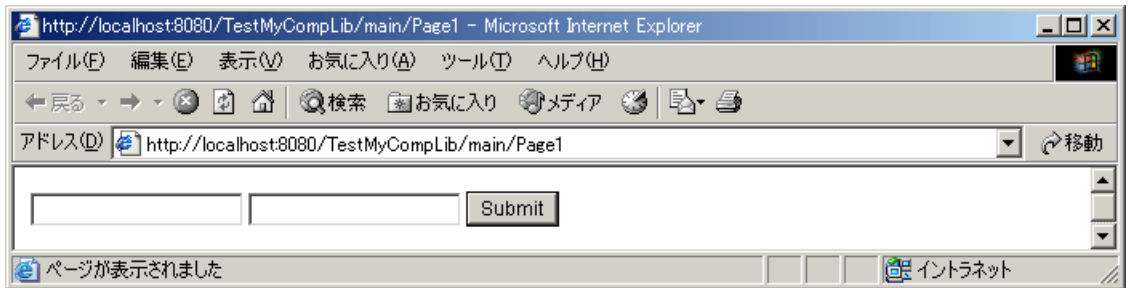 http://localhost:8080/TestMyCompLib/main/Page1 - Microsoft Internet Explorer
ファイル(F) 編集(E) 表示(V) お気に入り(A) ツール(T) ヘルプ(H)
戻る 検索 お気に入り メディア
アドレス(D) http://localhost:8080/TestMyCompLib/main/Page1 移動
Submit
ページが表示されました イントラネット